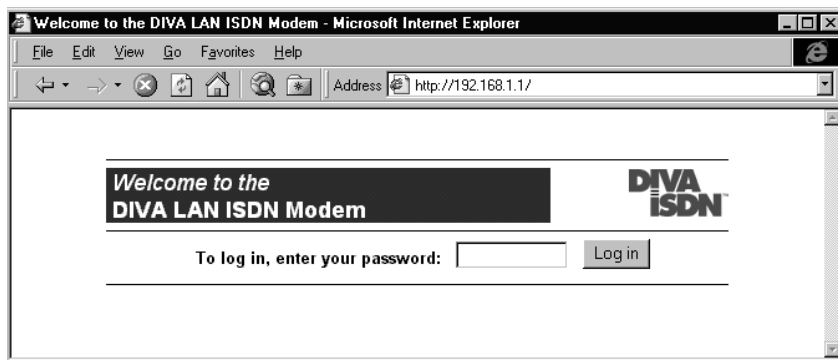 Welcome to the DIVA LAN ISDN Modem - Microsoft Internet Explorer
File Edit View Go Favorites Help
Address http://192.168.1.1/
Welcome to the
DIVA LAN ISDN Modem
DIVA
ISDN™
To log in, enter your password: Log in